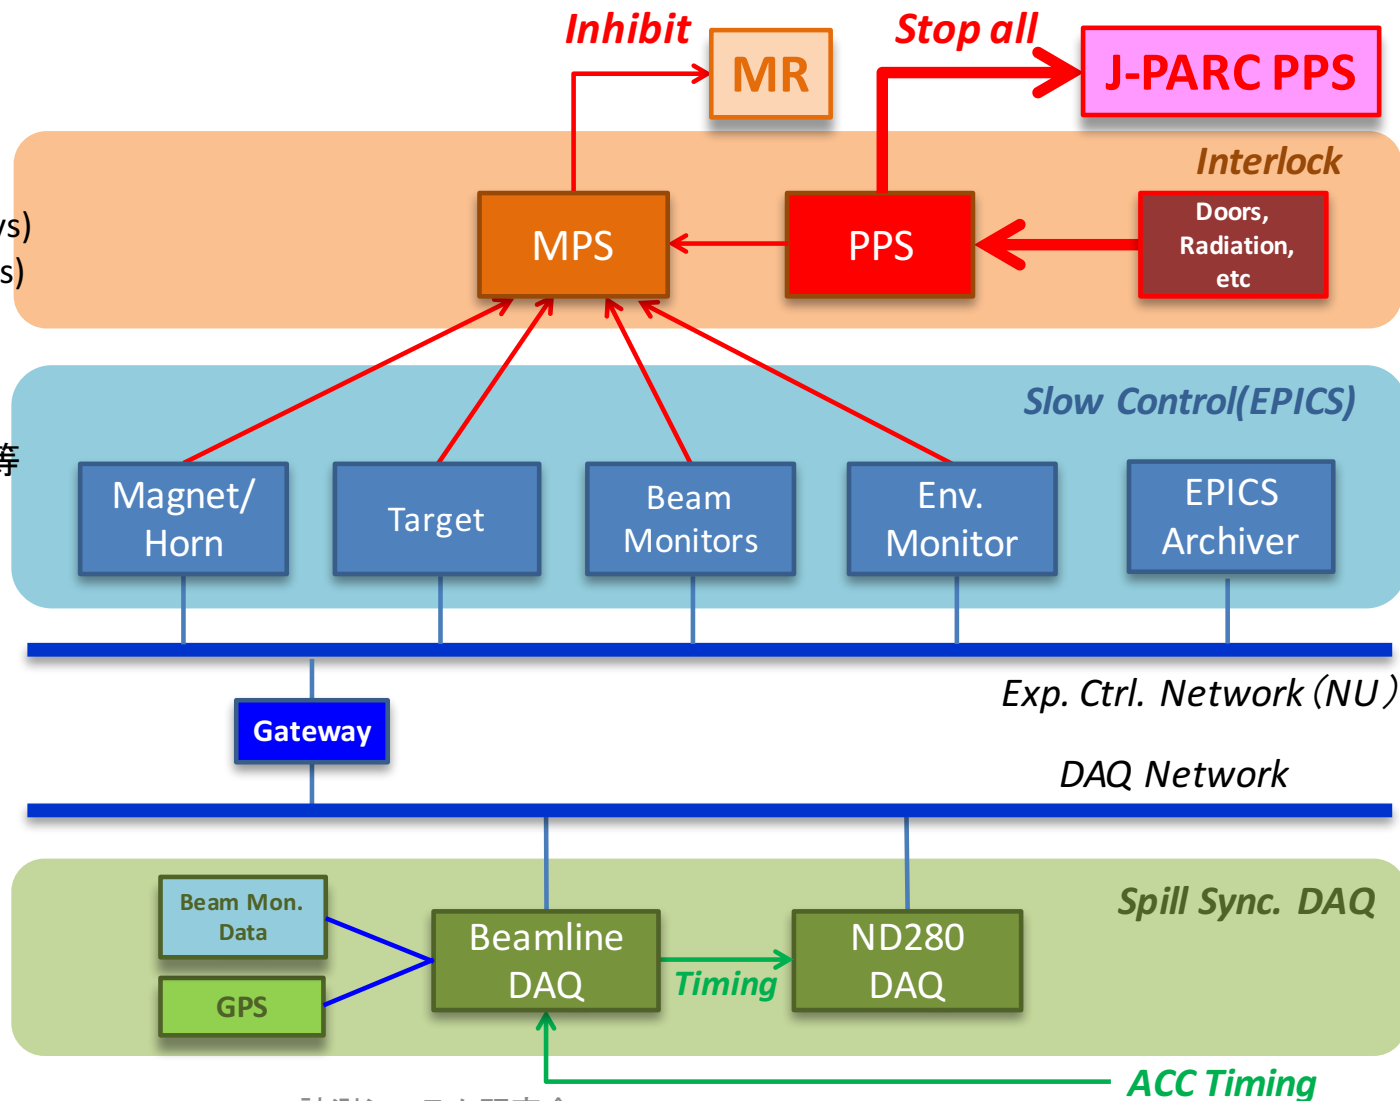 Inhibit
Stop all
MR
J-PARC PPS
Interlock
ys)
s)
MPS
PPS
Doors,
Radiation,
etc
Slow Control(EPICS)
等
Magnet/
Horn
Target
Beam
Monitors
Env.
Monitor
EPICS
Archiver
Exp. Ctrl. Network（NU）
Gateway
DAQ Network
Spill Sync. DAQ
Beam Mon.
Data
GPS
Beamline
DAQ
Timing
ND280
DAQ
ACC Timing